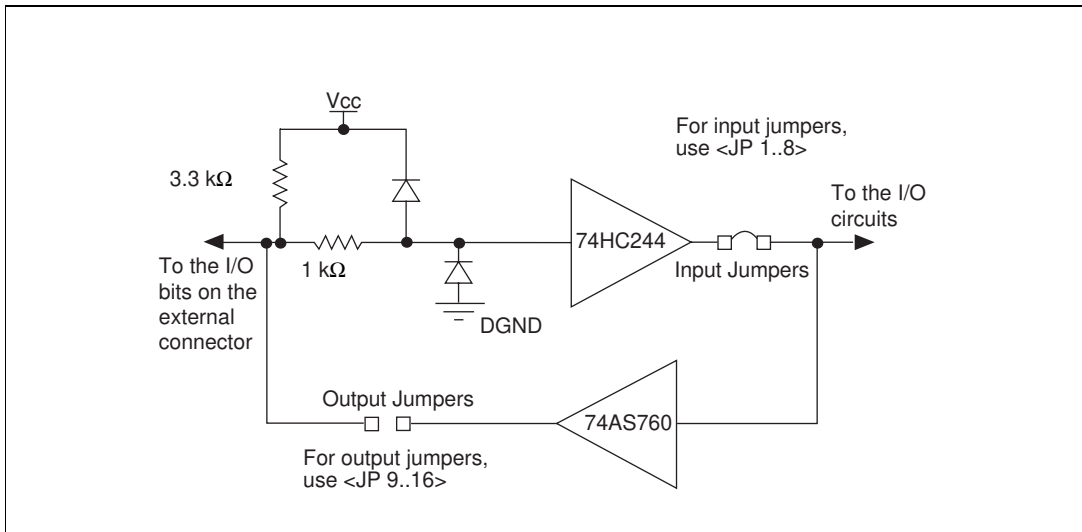 Vcc
For input jumpers,
use <JP 1..8>
3.3 kΩ
To the I/O
circuits
74HC244
1 kΩ
Input Jumpers
To the I/O
bits on the
external
connector
DGND
Output Jumpers
74AS760
For output jumpers,
use <JP 9..16>